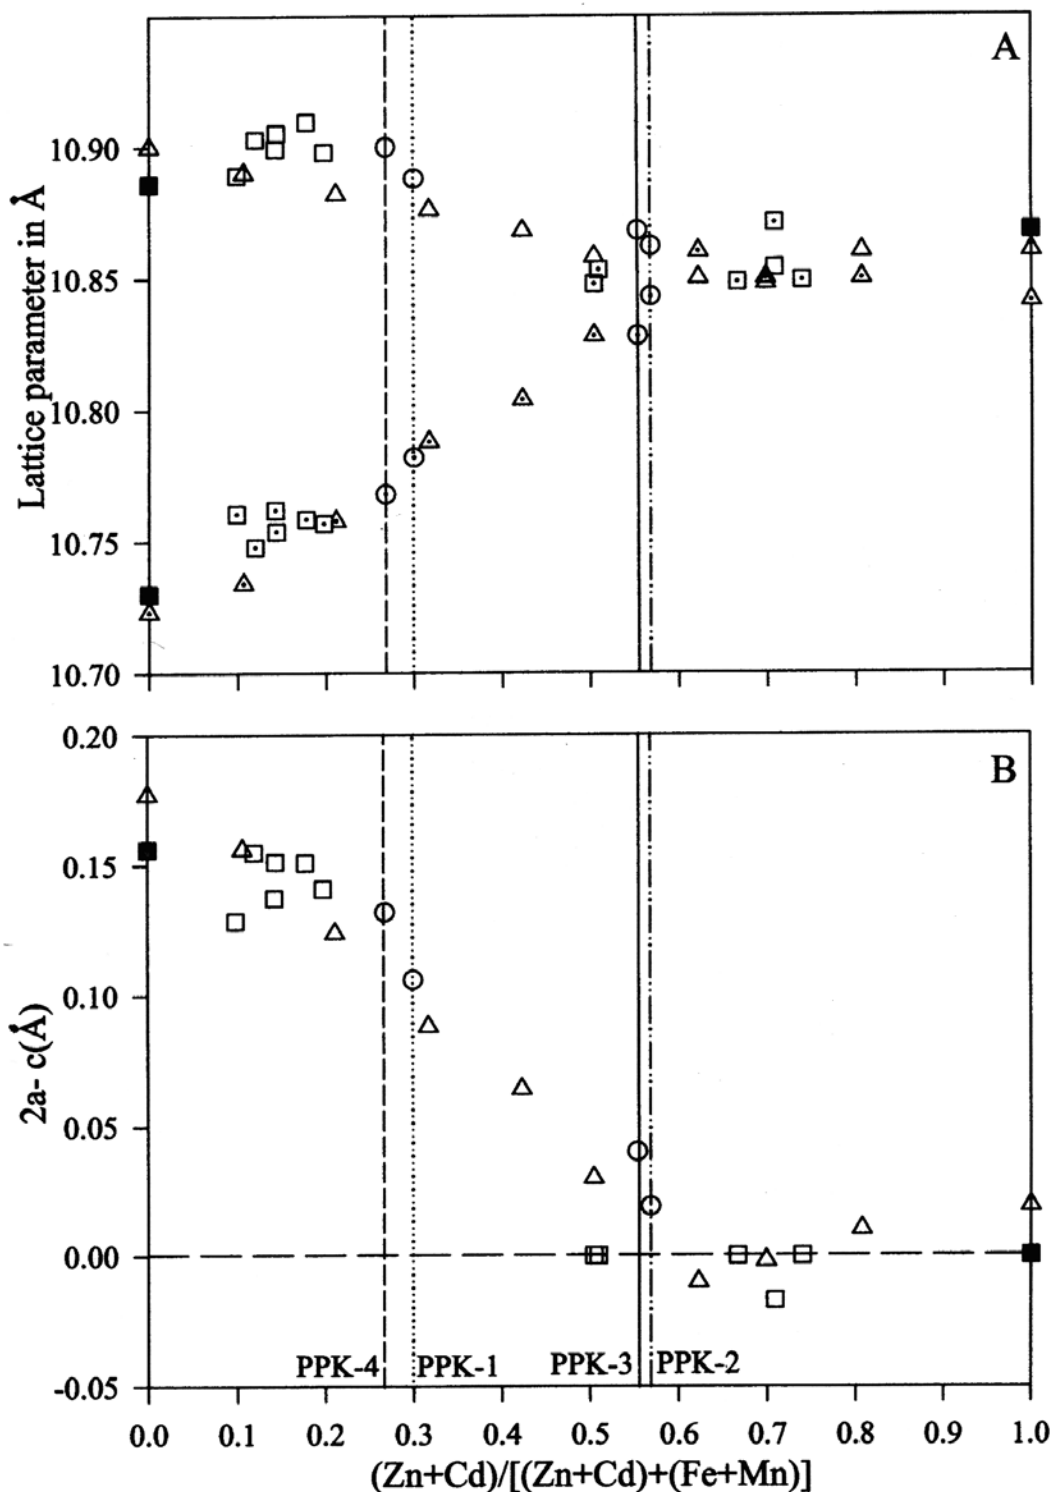 A
10.90
10.85
10.80
10.75
10.70
Lattice parameter in Å
B
0.20
0.15
0.10
0.05
0.00
-0.05
2a- c(Å)
PPK-4 PPK-1 PPK-3 PPK-2
0.0 0.1 0.2 0.3 0.4 0.5 0.6 0.7 0.8 0.9 1.0
(Zn+Cd)/[(Zn+Cd)+(Fe+Mn)]